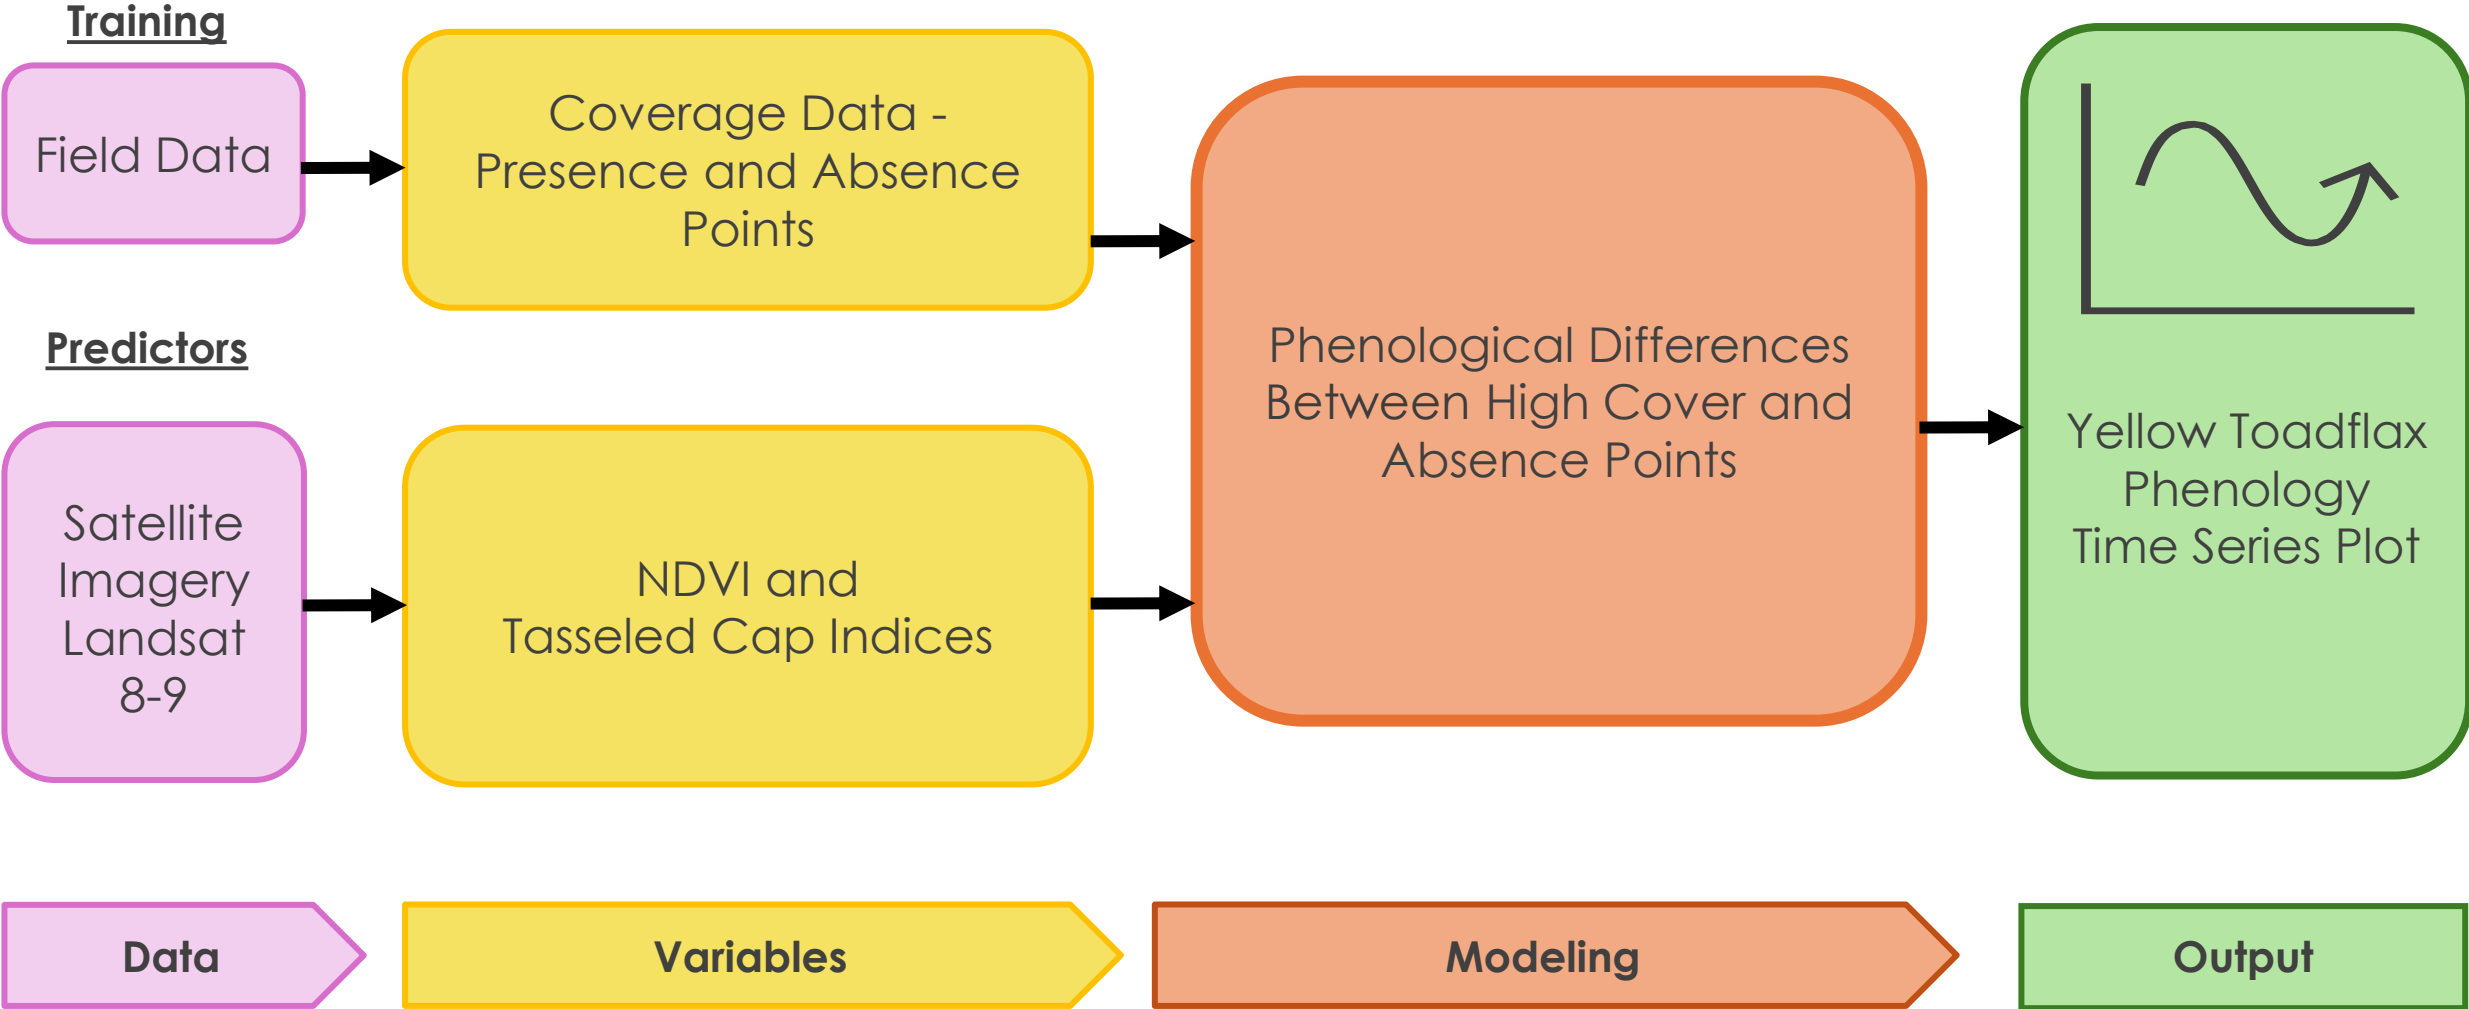 Training
Field Data
Coverage Data -
Presence and Absence
Points
Predictors
Satellite
Imagery
Landsat
8-9
NDVI and
Tasseled Cap Indices
Phenological Differences
Between High Cover and
Absence Points
Yellow Toadflax
Phenology
Time Series Plot
Data
Variables
Modeling
Output